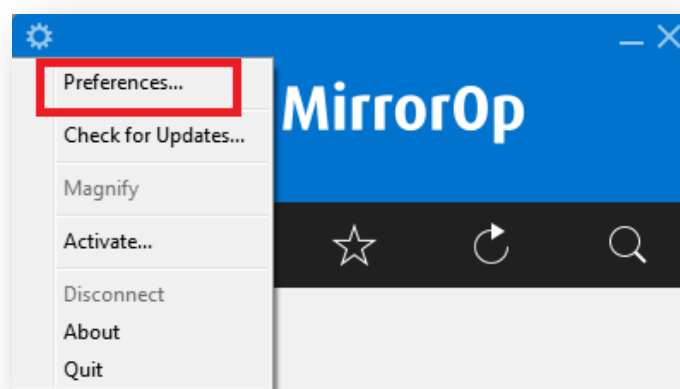 Preferences...
MirrorOp
Check for Updates...
Magnify
Activate...
Disconnect
About
Quit